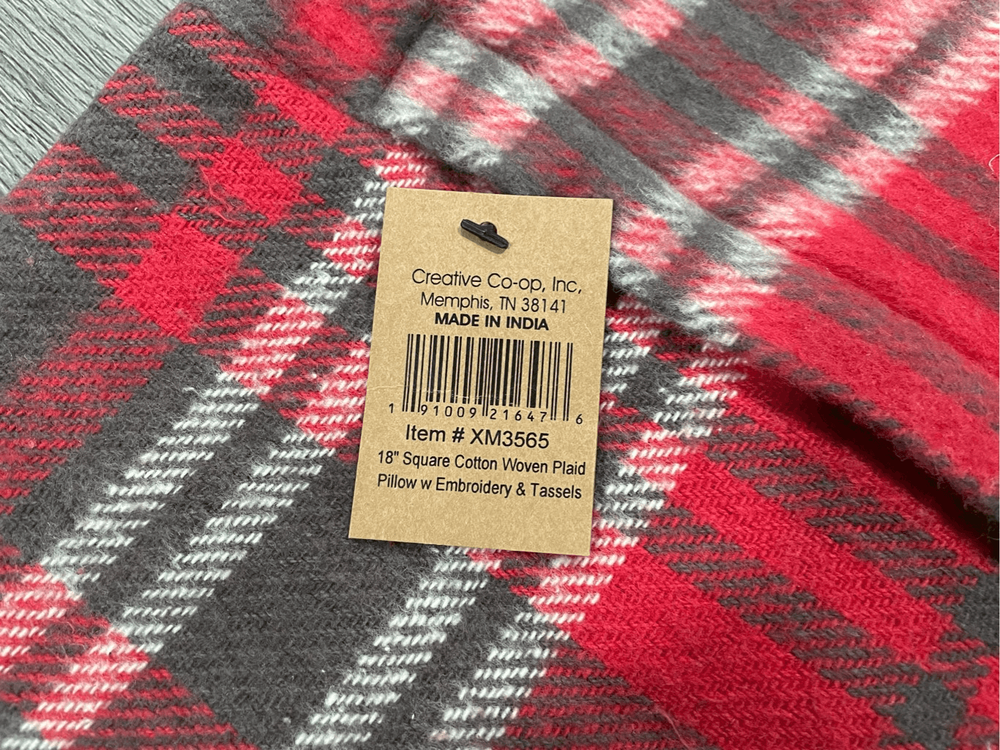 Creative Co-op, Inc,
Memphis, TN 38141
MADE IN INDIA
1 91009 21647 6
Item # XM3565
18" Square Cotton Woven Plaid
Pillow w Embroidery & Tassels